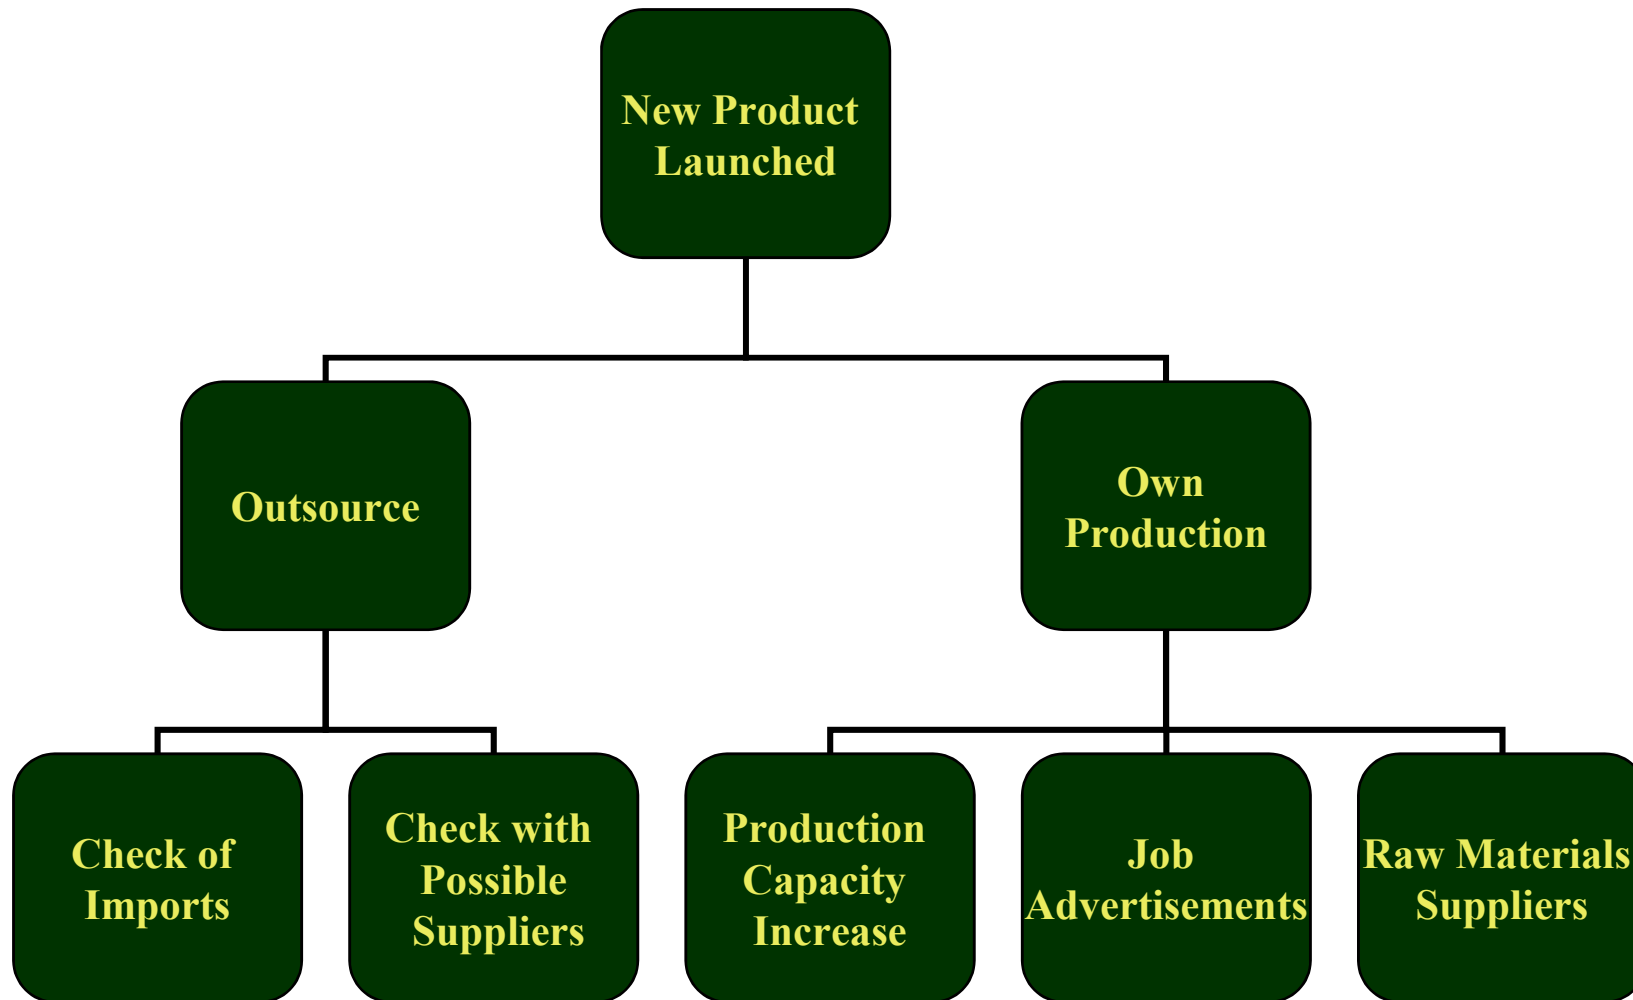 New Product
Launched
Outsource
Own
Production
Check of
Imports
Check with
Possible
Suppliers
Production
Capacity
Increase
Job
Advertisements
Raw Materials
Suppliers